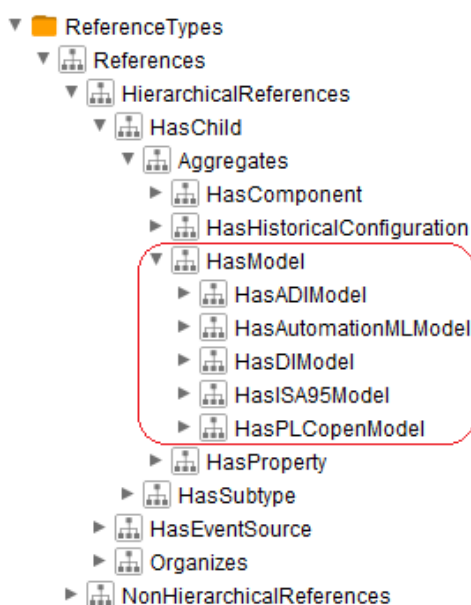 ReferenceTypes
References
HierarchicalReferences
HasChild
Aggregates
HasComponent
HasHistoricalConfiguration
HasModel
HasADIModel
HasAutomationMLModel
HasDIModel
HasISA95Model
HasPLCopenModel
HasProperty
HasSubtype
HasEventSource
Organizes
NonHierarchicalReferences